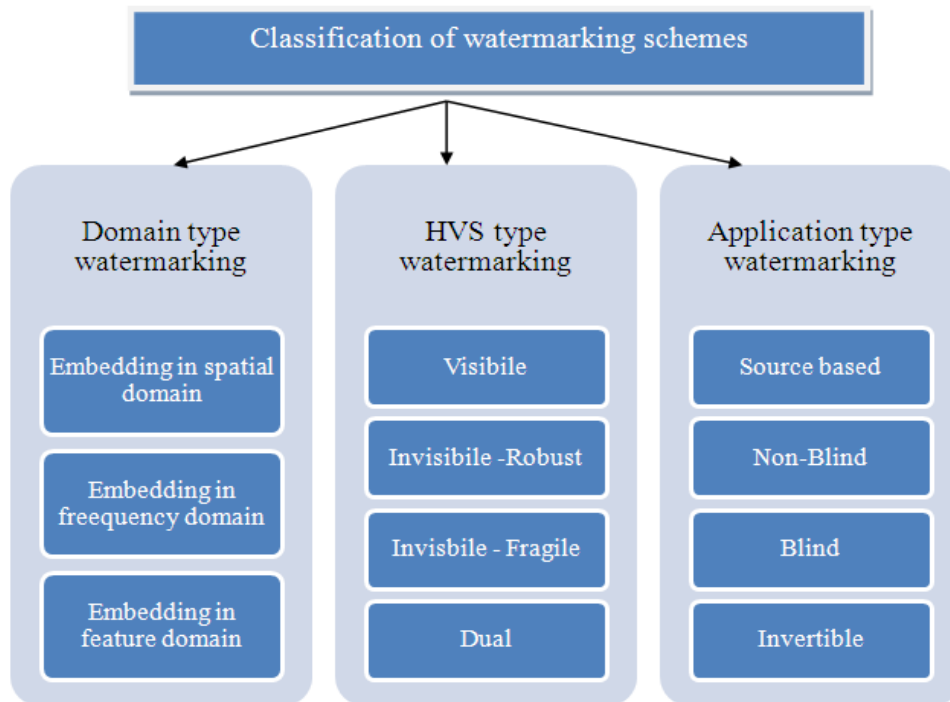 Classification of watermarking schemes
Domain type
watermarking
Embedding in spatial
domain
Embedding in
freequency domain
Embedding in
feature domain
HVS type
watermarking
Visibile
Invisibile -Robust
Invisbile - Fragile
Dual
Application type
watermarking
Source based
Non-Blind
Blind
Invertible